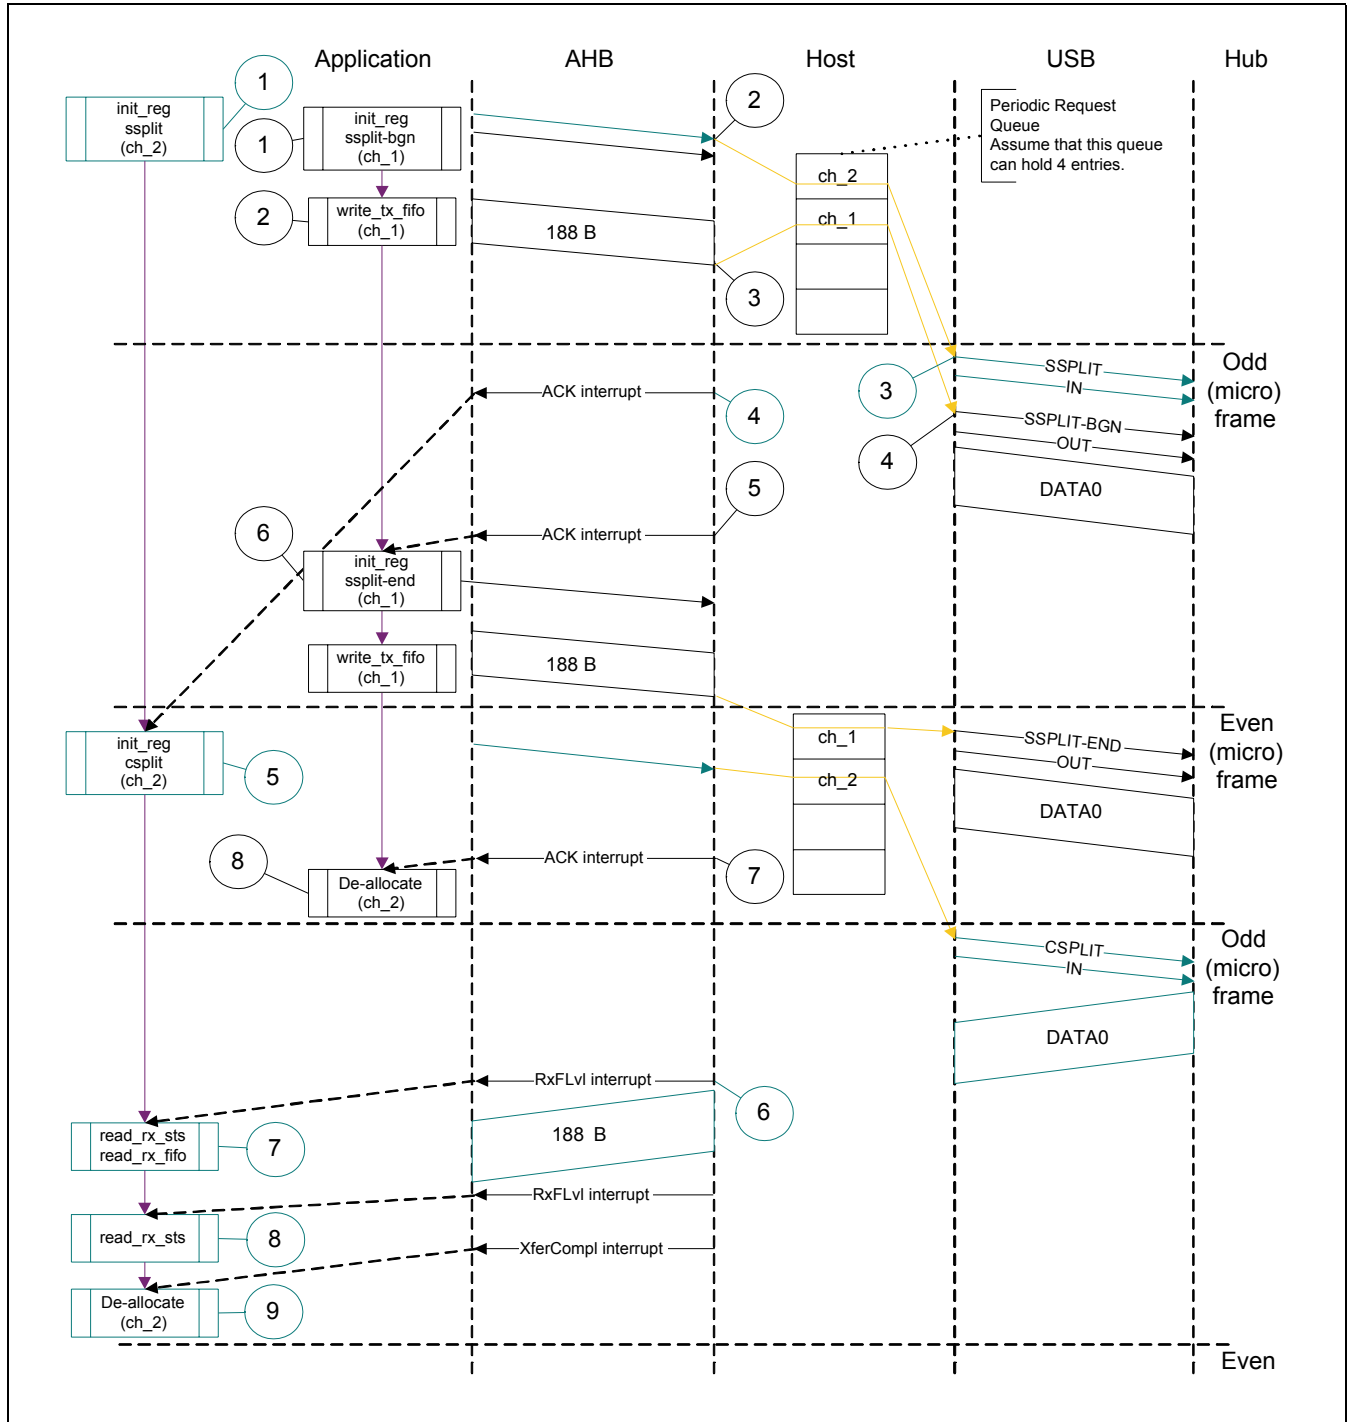 Application
AHB
Host
USB
Hub
1
init_reg
ssplit
(ch_2)
1
init_reg
ssplit-bgn
(ch_1)
2
Periodic Request
Queue
Assume that this queue
can hold 4 entries.
ch_2
2
write_tx_fifo
(ch_1)
188 B
ch_1
3
Odd
(micro)
frame
3
SSPLIT
IN
ACK interrupt
4
SSPLIT-BGN
OUT
4
5
DATA0
6
ACK interrupt
init_reg
ssplit-end
(ch_1)
write_tx_fifo
(ch_1)
188 B
Even
(micro)
frame
init_reg
csplit
(ch_2)
5
ch_1
ch_2
SSPLIT-END
OUT
DATA0
8
ACK interrupt
7
De-allocate
(ch_2)
Odd
(micro)
frame
CSPLIT
IN
DATA0
RxFLvl interrupt
6
read_rx_sts
read_rx_fifo
7
188 B
RxFLvl interrupt
read_rx_sts
8
XferCompl interrupt
De-allocate
(ch_2)
9
Even